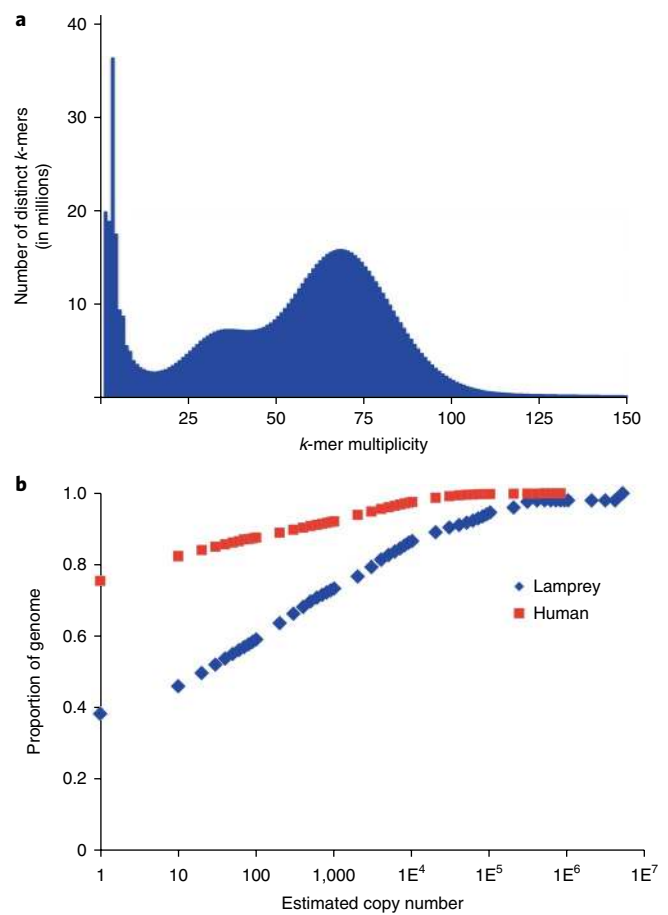 a
40
30
20
10
Number of distinct k-mers
(in millions)
25 50 75 100 125 150
k-mer multiplicity
b
1.0
0.8
0.6
0.4
0.2
0
Proportion of genome
Lamprey
Human
1 10 100 1,000 1E⁴ 1E⁵ 1E⁶ 1E⁷
Estimated copy number